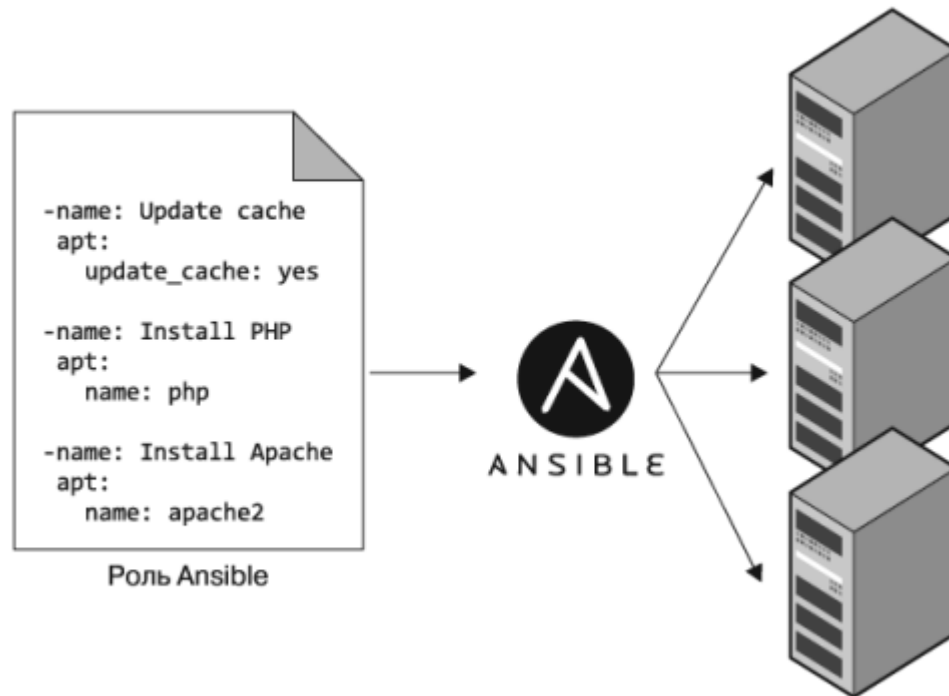 -name: Update cache
apt:
update_cache: yes
-name: Install PHP
apt:
name: php
-name: Install Apache
apt:
name: apache2
Роль Ansible
ANSIBLE